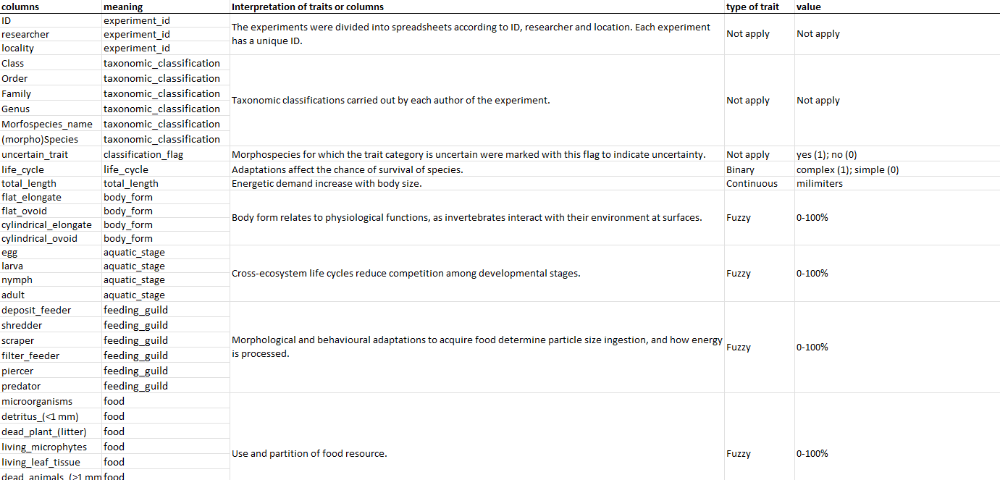 columns meaning Interpretation of traits or columns type of trait value
ID experiment_id
researcher experiment_id
locality experiment_id
The experiments were divided into spreadsheets according to ID, researcher and location. Each experiment
has a unique ID.
Not apply Not apply
Class taxonomic_classification
Order taxonomic_classification
Family taxonomic_classification
Genus taxonomic_classification
Morfospecies_name taxonomic_classification
(morpho)Species taxonomic_classification
Taxonomic classifications carried out by each author of the experiment. Not apply Not apply
uncertain_trait classification_flag Morphospecies for which the trait category is uncertain were marked with this flag to indicate uncertainty. Not apply yes (1); no (0)
life_cycle life_cycle Adaptations affect the chance of survival of species. Binary complex (1); simple (0)
total_length total_length Energetic demand increase with body size. Continuous milimiters
flat_elongate body_form
flat_ovoid body_form
cylindrical_elongate body_form
cylindrical_ovoid body_form
Body form relates to physiological functions, as invertebrates interact with their environment at surfaces. Fuzzy 0-100%
egg aquatic_stage
larva aquatic_stage
nymph aquatic_stage
adult aquatic_stage
Cross-ecosystem life cycles reduce competition among developmental stages. Fuzzy 0-100%
deposit_feeder feeding_guild
shredder feeding_guild
scraper feeding_guild
filter_feeder feeding_guild
piercer feeding_guild
predator feeding_guild
Morphological and behavioural adaptations to acquire food determine particle size ingestion, and how energy
is processed.
Fuzzy 0-100%
microorganisms food
detritus_(<1 mm) food
dead_plant_(litter) food
living_microphytes food
living_leaf_tissue food
dead_animals_(>1 mm food
Use and partition of food resource. Fuzzy 0-100%